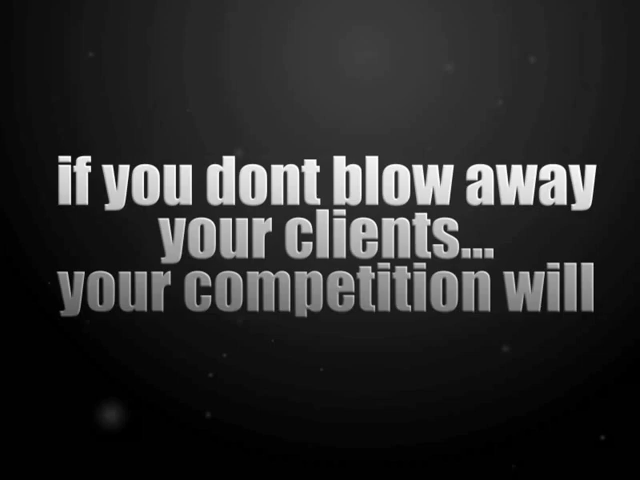 if you dont blow away
your clients...
your competition will